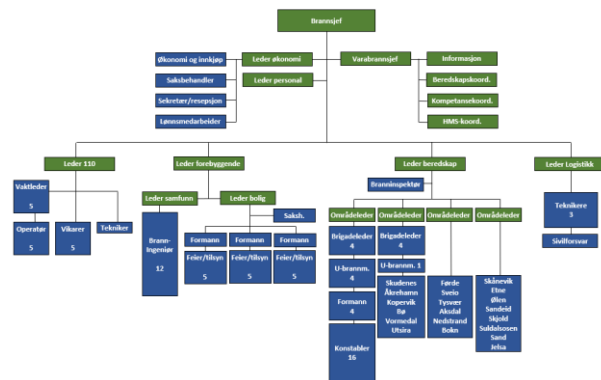 Brannsjef
Økonomi og innkjøp
Leder økonomi
Varabrannsjef
Informasjon
Saksbehandler
Leder personal
Beredskapskoord.
Sekretær/resepsjon
Kompetansekoord.
Lønnsmedarbeider
HMS-koord.
Leder 110
Leder forebyggende
Leder beredskap
Leder Logistikk
Vaktleder
5
Operatør
5
Vikarer
5
Tekniker
Leder samfunn
Leder bolig
Brann-
Ingeniør
12
Saksh.
Formann
Formann
Formann
Feier/tilsyn
5
Feier/tilsyn
5
Feier/tilsyn
5
Branninspektør
Områdeleder
Områdeleder
Områdeleder
Områdeleder
Brigadeleder
4
U-brannm.
4
Formann
4
Konstabler
16
Brigadeleder
4
U-brannm. 1
Skudenes
Åkrehamn
Kopervik
Bø
Vormedal
Utsira
Førde
Sveio
Tysvær
Aksdal
Nedstrand
Bokn
Skånevik
Etne
Ølen
Sandeid
Skjold
Suldalsosen
Sand
Jelsa
Teknikere
3
Sivilforsvar